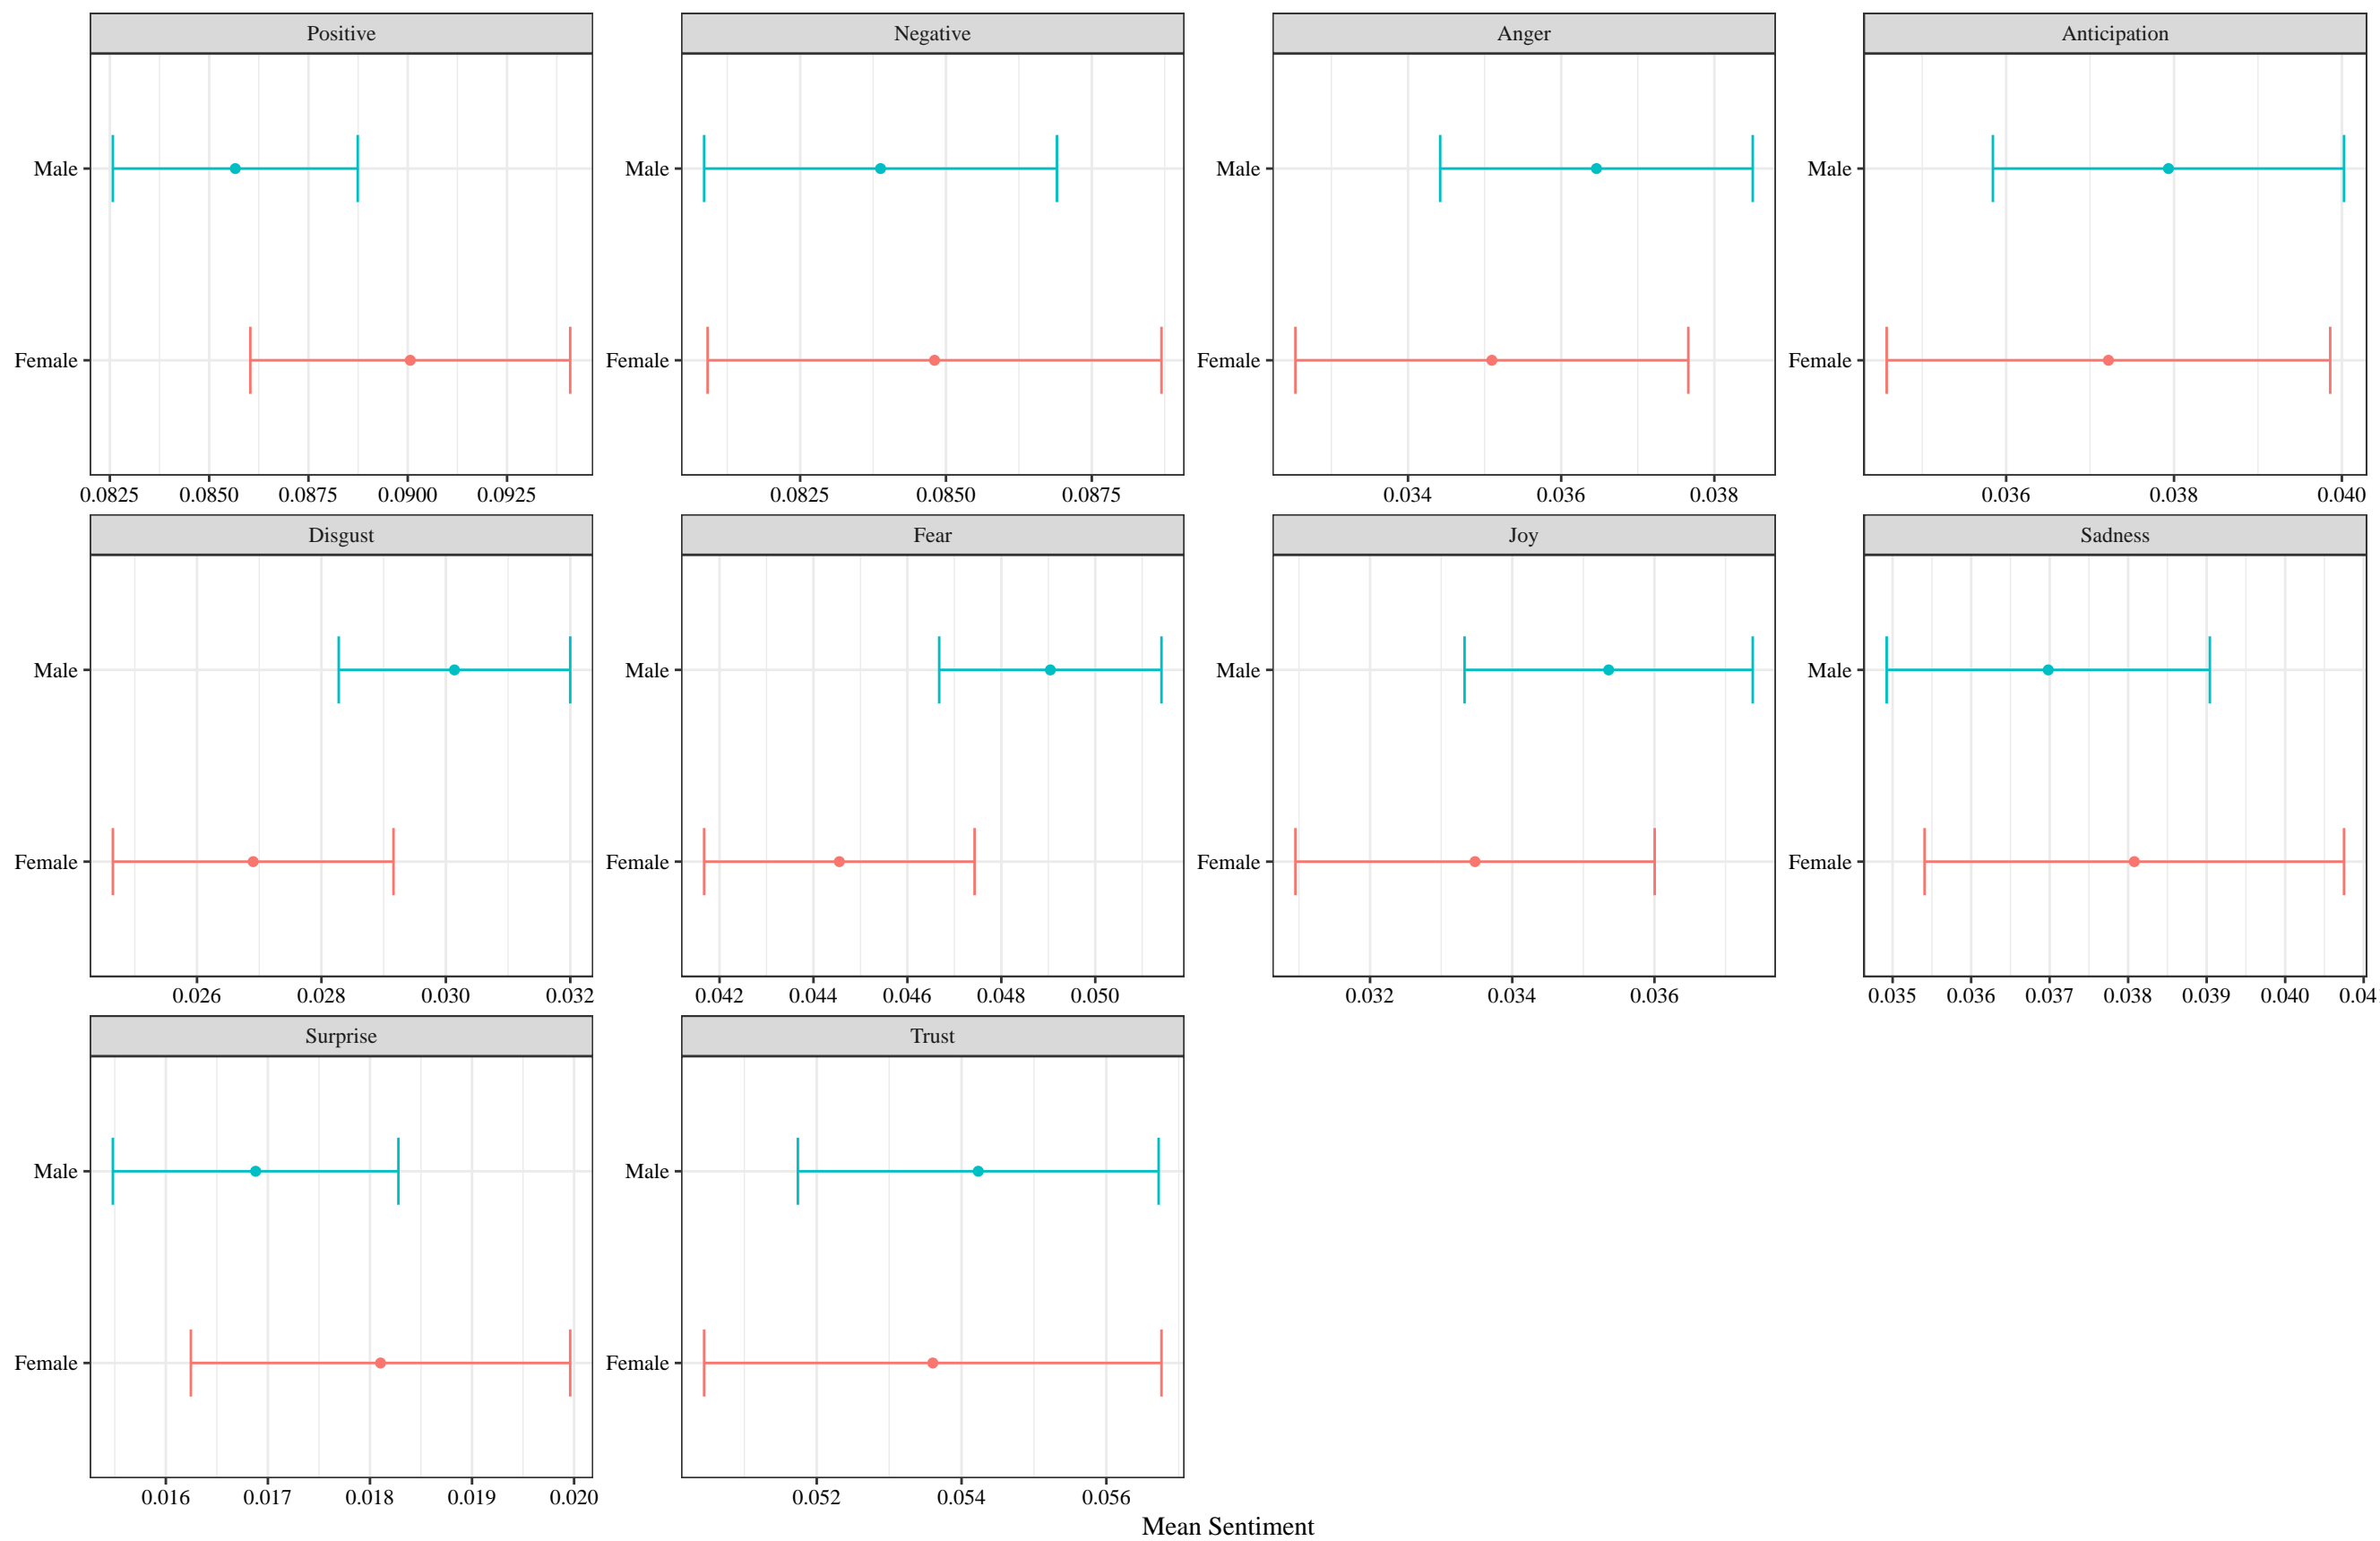 Positive Negative Anger Anticipation
Male Male Male Male
Female Female Female Female
0.0825 0.0850 0.0875 0.0900 0.0925 0.0825 0.0850 0.0875 0.034 0.036 0.038 0.036 0.038 0.040
Disgust Fear Joy Sadness
Male Male Male Male
Female Female Female Female
0.026 0.028 0.030 0.032 0.042 0.044 0.046 0.048 0.050 0.032 0.034 0.036 0.035 0.036 0.037 0.038 0.039 0.040 0.04
Surprise Trust
Male Male
Female Female
0.016 0.017 0.018 0.019 0.020 0.052 0.054 0.056
Mean Sentiment